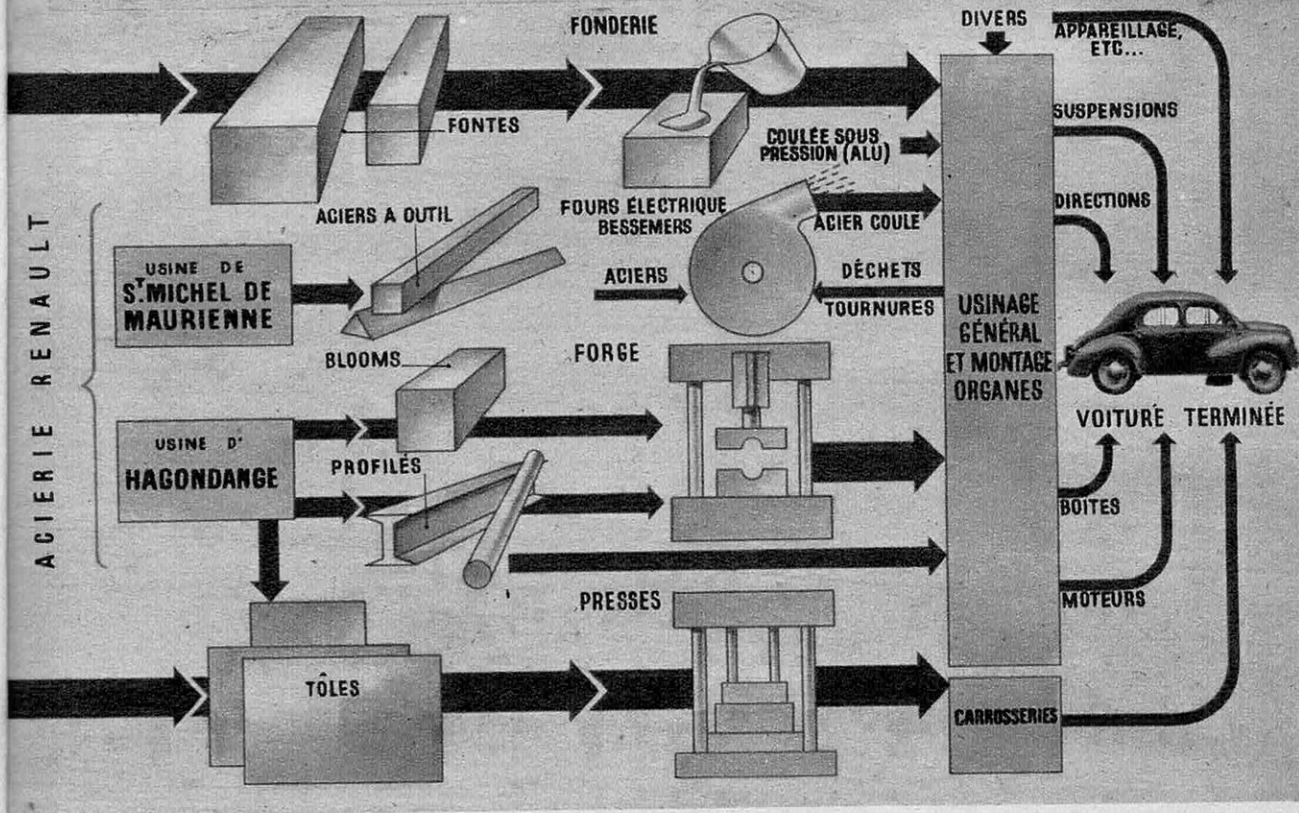 FONDERIE
DIVERS
APPAREILLAGE,
ETC...
FONTES
COULÉE SOUS
PRESSION (ALU)
SUSPENSIONS
ACIERS A OUTIL
FOURS ÉLECTRIQUE
BESSEMERS
ACIER COULÉ
DIRECTIONS
ACIERIE RENAULT
USINE DE
ST MICHEL DE
MAURIENNE
ACIERS
DÉCHETS
TOURNURES
USINAGE
GÉNÉRAL
ET MONTAGE
ORGANES
BLOOMS
FORGE
VOITURE TERMINÉE
USINE D'
HAGONDANGE
PROFILÉS
BOITES
PRESSES
MOTEURS
TÔLES
CARROSSERIES